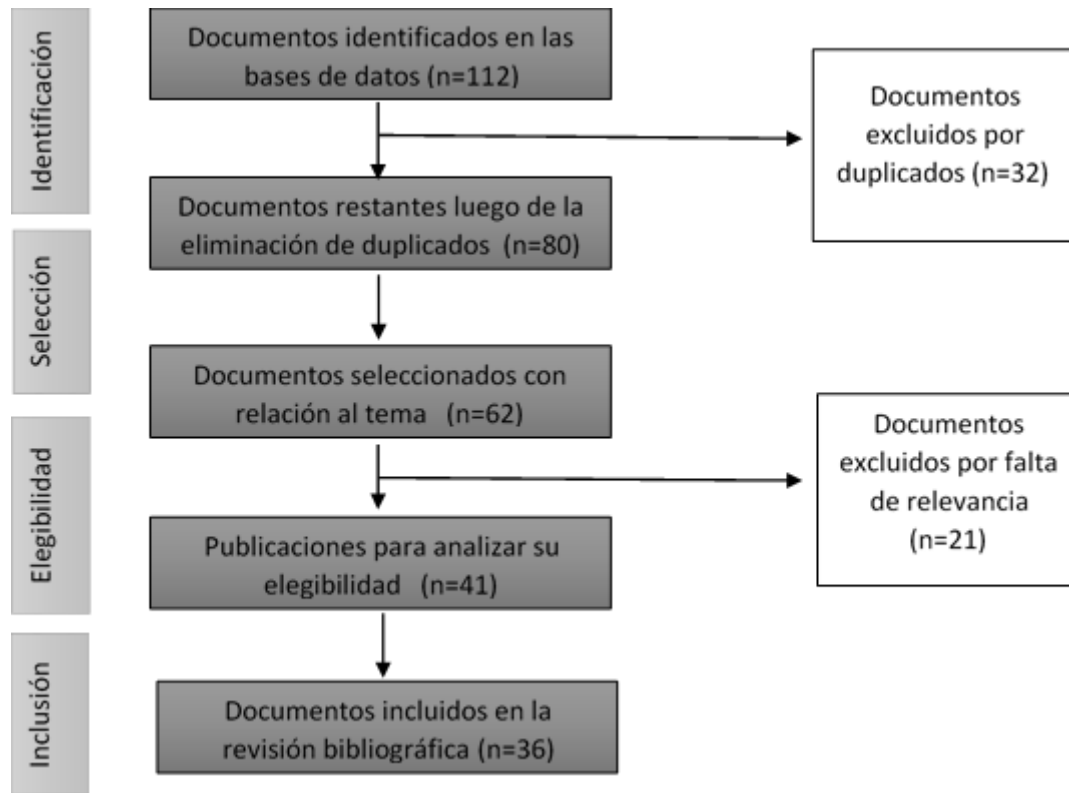 Identificación
Documentos identificados en las
bases de datos (n=112)
Documentos
excluidos por
duplicados (n=32)
Documentos restantes luego de la
eliminación de duplicados (n=80)
Selección
Documentos seleccionados con
relación al tema (n=62)
Documentos
excluidos por falta
de relevancia
(n=21)
Elegibilidad
Publicaciones para analizar su
elegibilidad (n=41)
Inclusión
Documentos incluidos en la
revisión bibliográfica (n=36)